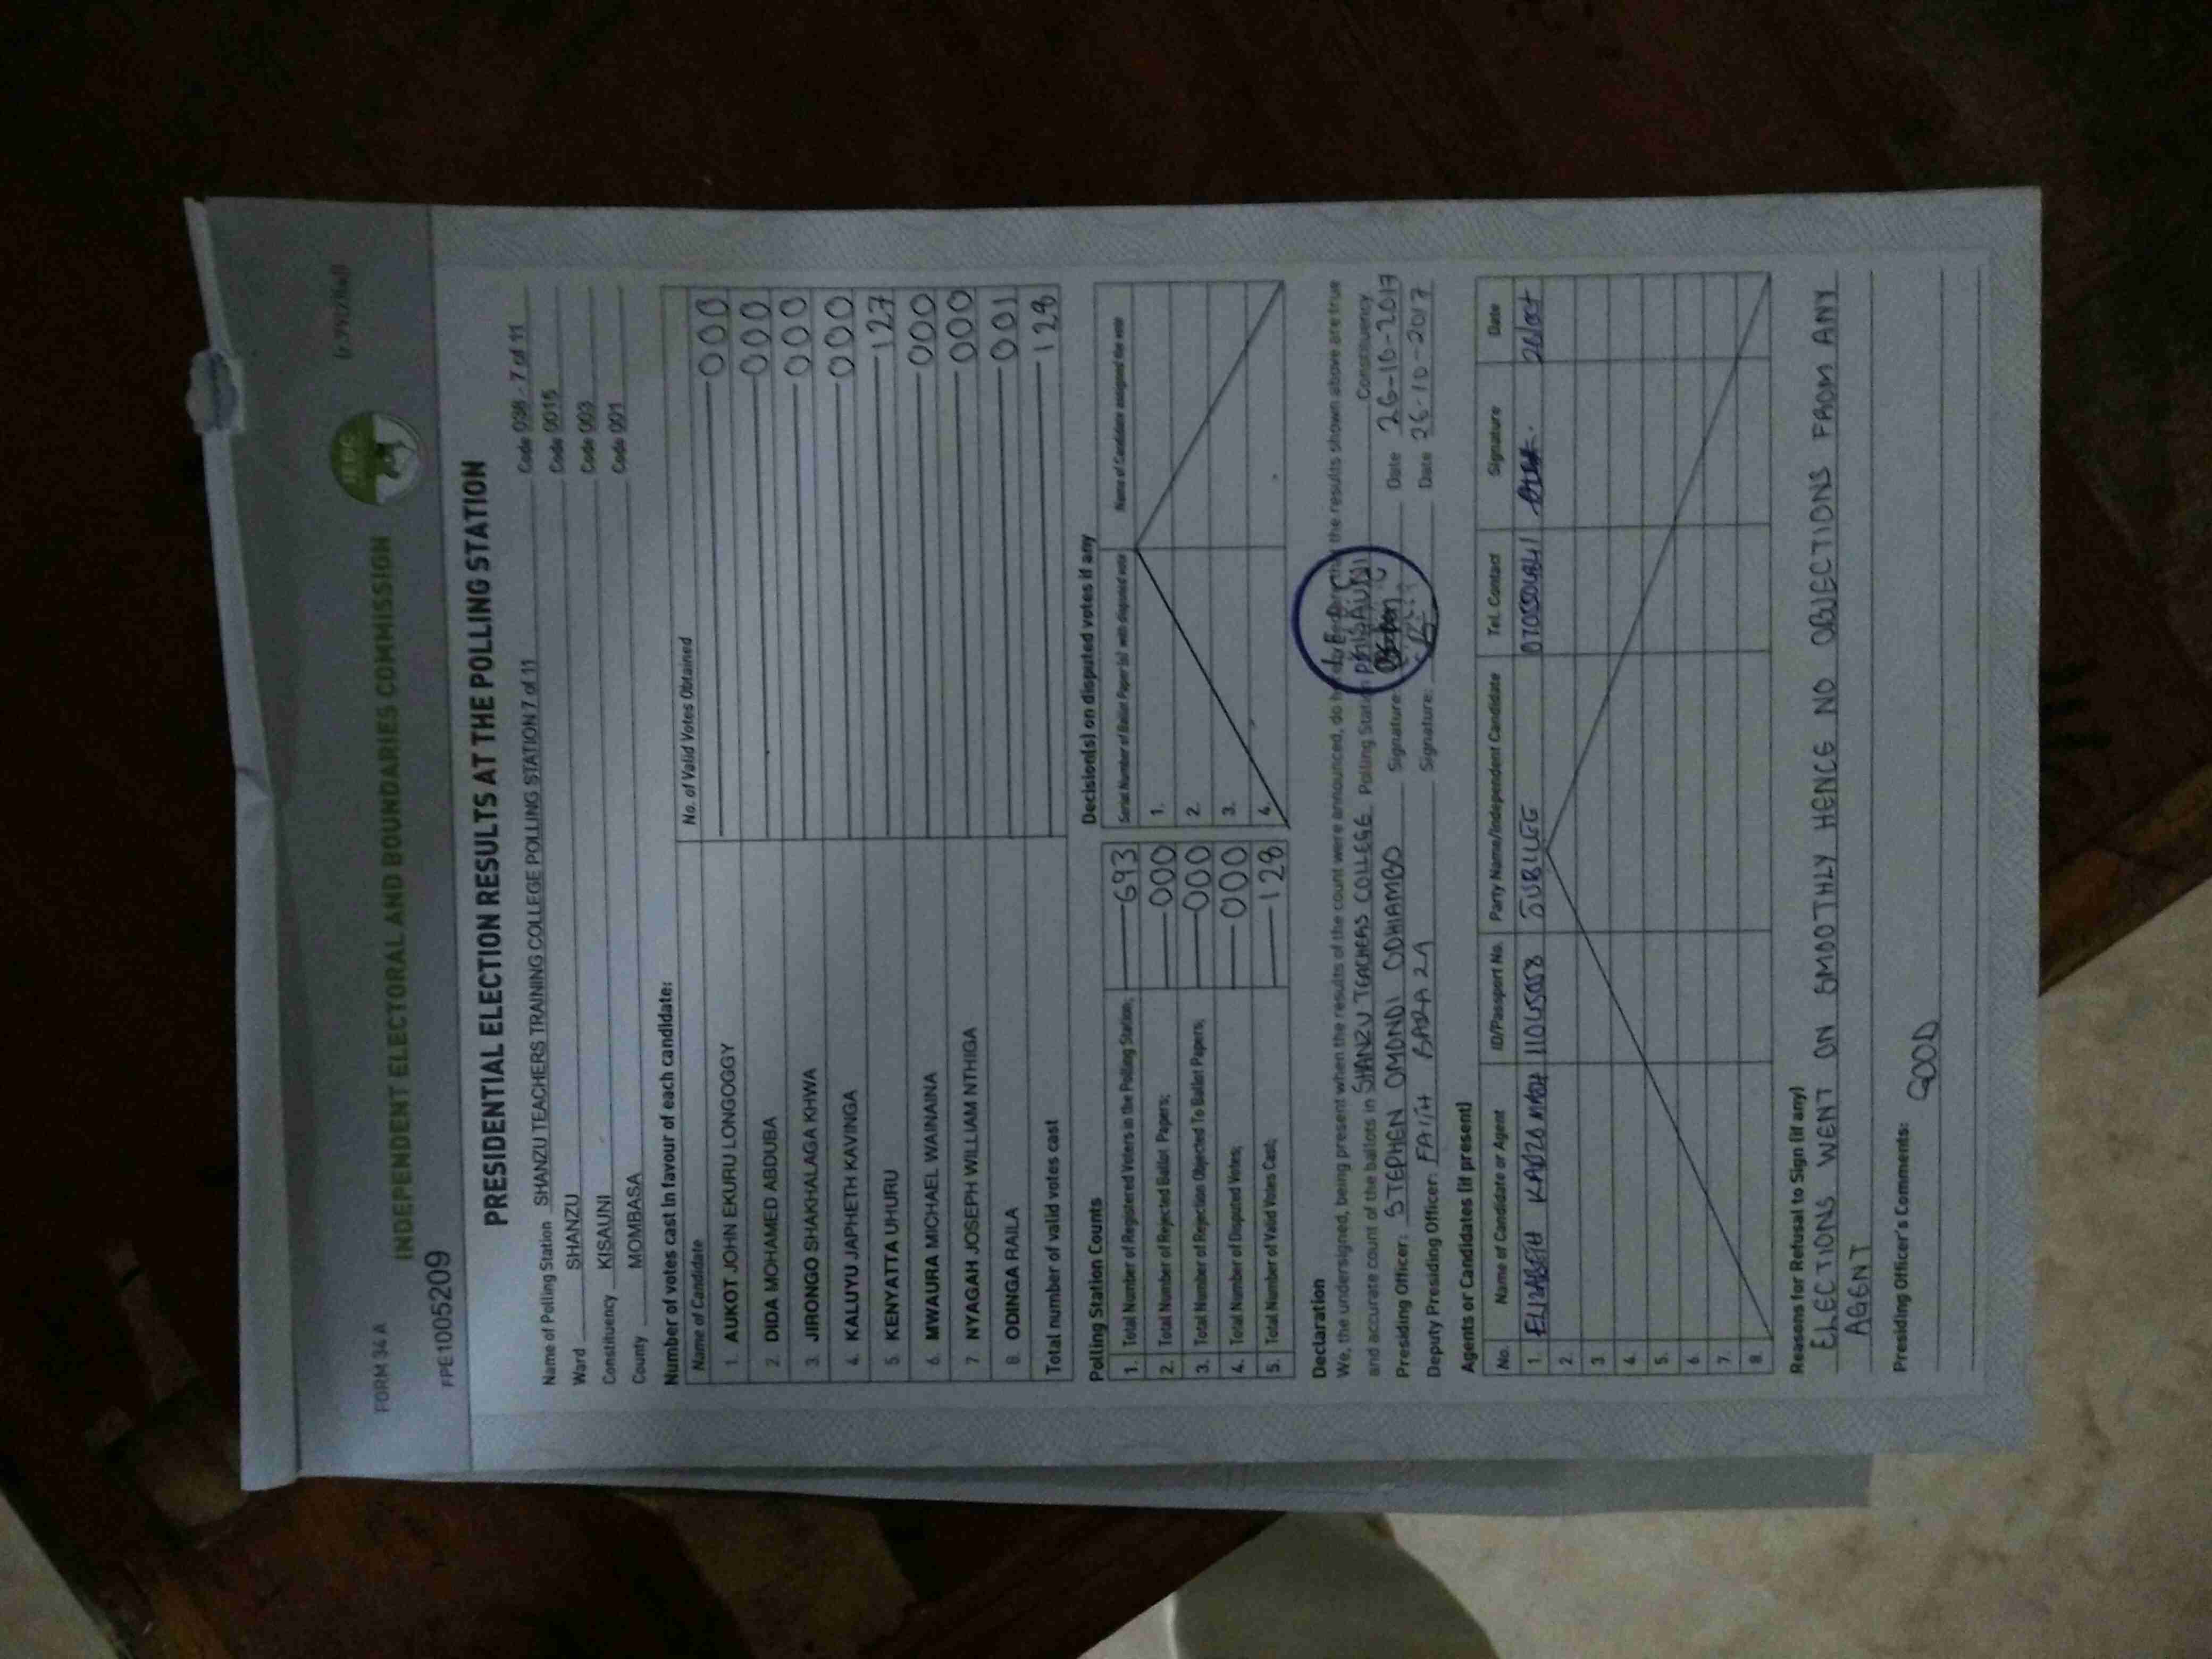 FORM 34 A
INDEPENDENT ELECTORAL AND BOUNDARIES COMMISSION
IEBC
FPE1005209
PRESIDENTIAL ELECTION RESULTS AT THE POLLING STATION
Name of Polling Station SHANZU TEACHERS TRAINING COLLEGE POLLING STATION 7 of 11 Code 038 - 7 of 11
Ward SHANZU Code 0015
Constituency KISAUNI Code 003
County MOMBASA Code 001
Number of votes cast in favour of each candidate:
Name of Candidate No. of Valid Votes Obtained
1. AUKOT JOHN EKURU LONGOGGY 000
2. DIDA MOHAMED ABDUBA 000
3. JIRONGO SHAKHALAGA KHWA 000
4. KALUYU JAPHETH KAVINGA 000
5. KENYATTA UHURU 127
6. MWAURA MICHAEL WAINAINA 000
7 NYAGAH JOSEPH WILLIAM NTHIGA 000
8. ODINGA RAILA 001
Total number of valid votes cast 128
Polling Station Counts
1. Total Number of Registered Voters in the Polling Station; 693
2. Total Number of Rejected Ballot Papers; 000
3. Total Number of Rejection Objected To Ballot Papers; 000
4. Total Number of Disputed Votes; 000
5. Total Number of Valid Votes Cast; 128
Decision(s) on disputed votes if any
Serial Number of Ballot Paper (s) with disputed vote Name of Candidate assigned the vote
1.
2.
3.
4.
Declaration
We, the undersigned, being present when the results of the count were announced, do the results shown above are true
and accurate count of the ballots in SHANZU TEACHERS COLLEGE Polling Station KISAUNI Constituency
Presiding Officer: STEPHEN OMONDI ODHIAMBO Signature: Date 26-10-2017
Deputy Presiding Officer: FAITH BARAZA Signature: Date 26-10-2017
Agents or Candidates (if present)
No. Name of Candidate or Agent ID/Passport No. Party Name/Independent Candidate Tel. Contact Signature Date
1. ELIZABETH KADZO JUBILEE 26/oct
2.
3
4.
5.
6.
7.
8.
Reasons for Refusal to Sign (if any)
ELECTIONS WENT ON SMOOTHLY HENCE NO OBJECTIONS FROM ANY
AGENT
Presiding Officer's Comments:
GOOD